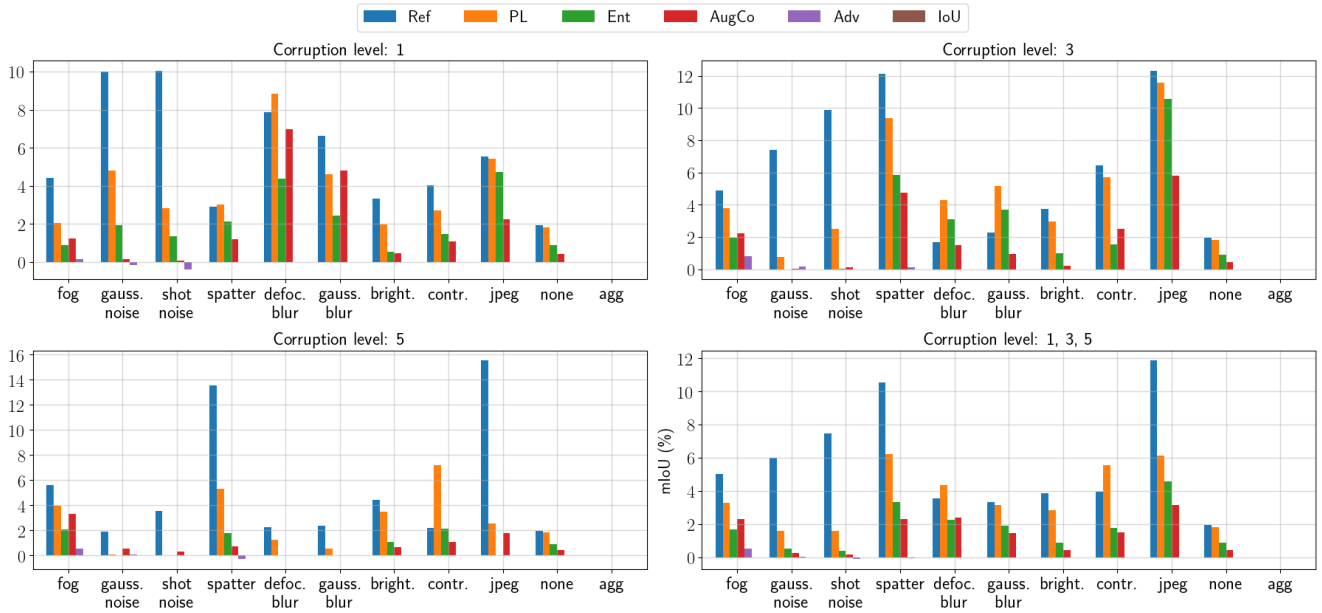 Ref PL Ent AugCo Adv IoU
Corruption level: 1
10
8
6
4
2
0
fog gauss. noise shot noise spatter defoc. blur gauss. blur bright. contr. jpeg none agg
Corruption level: 3
12
10
8
6
4
2
0
fog gauss. noise shot noise spatter defoc. blur gauss. blur bright. contr. jpeg none agg
Corruption level: 5
16
14
12
10
8
6
4
2
0
fog gauss. noise shot noise spatter defoc. blur gauss. blur bright. contr. jpeg none agg
Corruption level: 1, 3, 5
mIoU (%)
12
10
8
6
4
2
0
fog gauss. noise shot noise spatter defoc. blur gauss. blur bright. contr. jpeg none agg